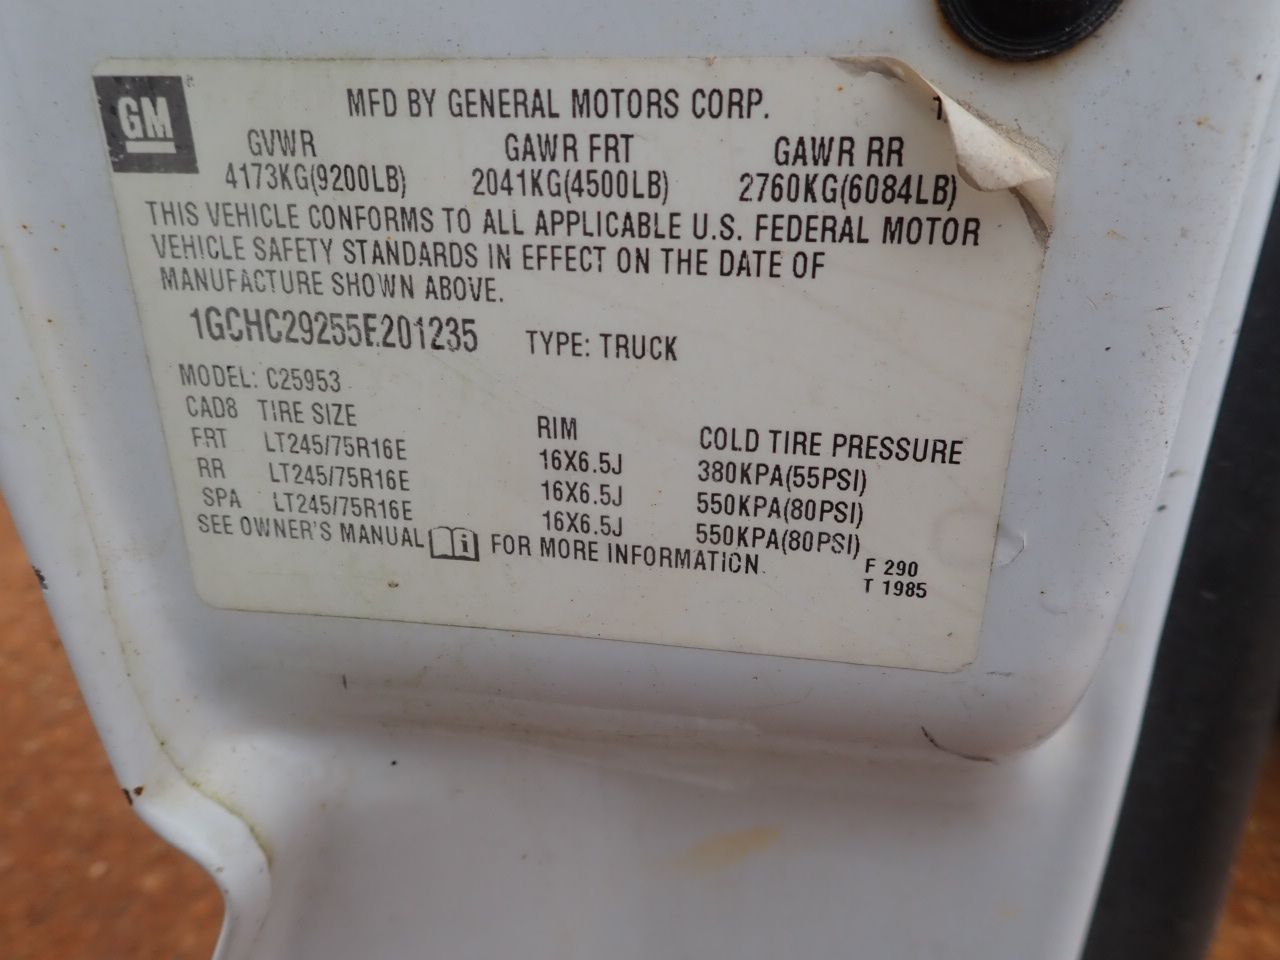 GM
MFD BY GENERAL MOTORS CORP.
GVWR GAWR FRT GAWR RR
4173KG(9200LB) 2041KG(4500LB) 2760KG(6084LB)
THIS VEHICLE CONFORMS TO ALL APPLICABLE U.S. FEDERAL MOTOR
VEHICLE SAFETY STANDARDS IN EFFECT ON THE DATE OF
MANUFACTURE SHOWN ABOVE.
1GCHC29255E201235 TYPE: TRUCK
MODEL: C25953
CAD8 TIRE SIZE RIM COLD TIRE PRESSURE
FRT LT245/75R16E 16X6.5J 380KPA(55PSI)
RR LT245/75R16E 16X6.5J 550KPA(80PSI)
SPA LT245/75R16E 16X6.5J 550KPA(80PSI)
SEE OWNER'S MANUAL i FOR MORE INFORMATION
F 290
T 1985